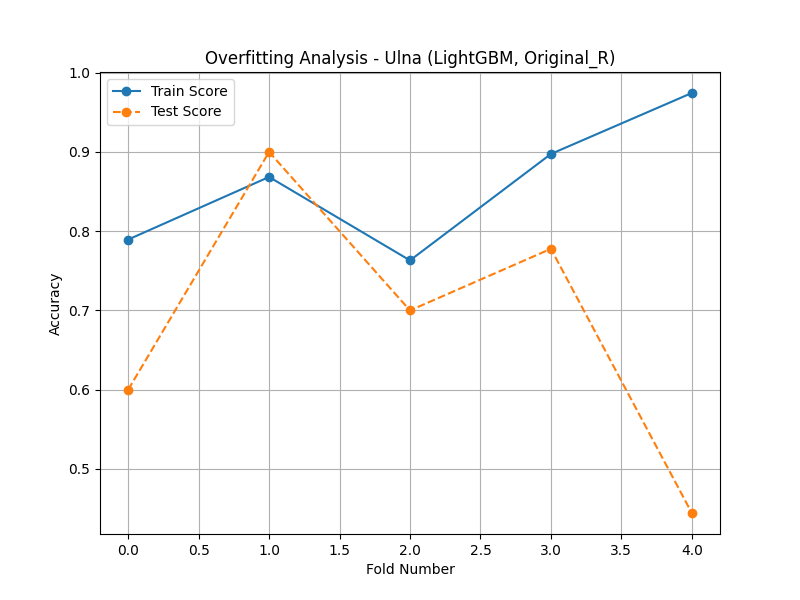 Overfitting Analysis - Ulna (LightGBM, Original_R)
Train Score
Test Score
1.0
0.9
0.8
0.7
0.6
0.5
Accuracy
0.0 0.5 1.0 1.5 2.0 2.5 3.0 3.5 4.0
Fold Number